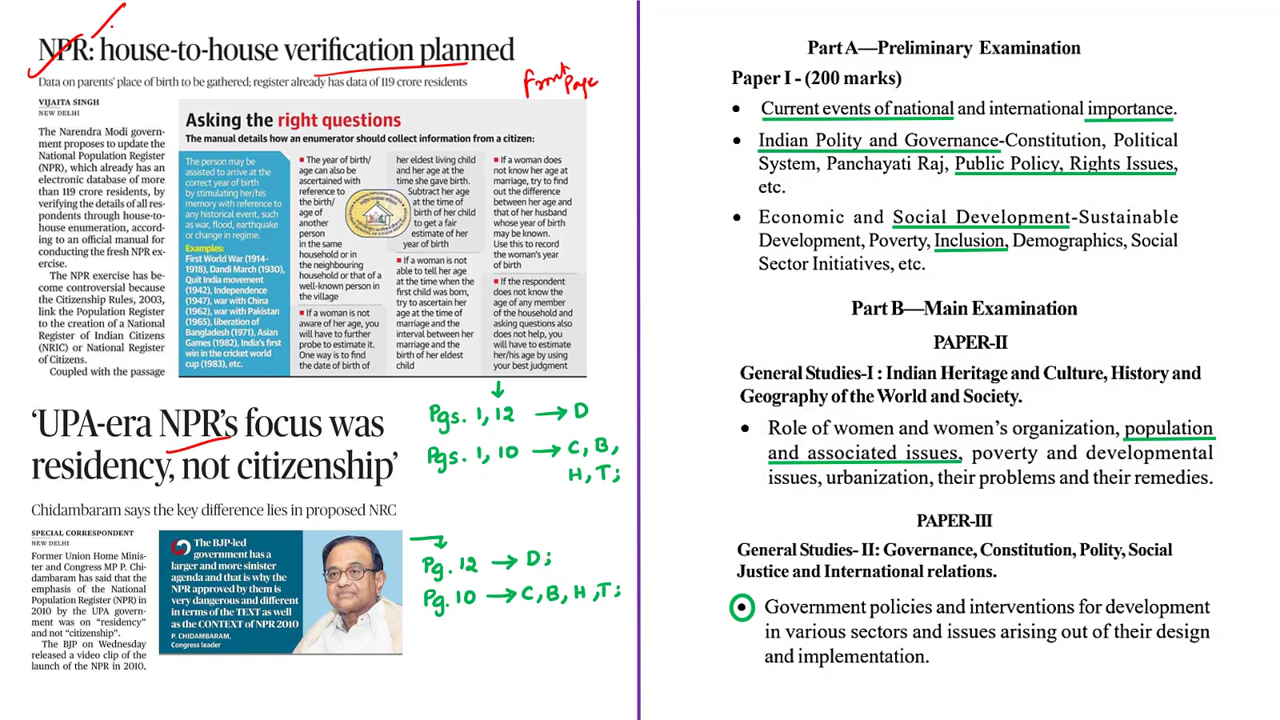 NPR: house-to-house verification planned
Data on parents' place of birth to be gathered; register already has data of 119 crore residents
Front Page
VIJAITA SINGH
NEW DELHI
The Narendra Modi govern-
ment proposes to update the
National Population Register
(NPR), which already has an
electronic database of more
than 119 crore residents, by
verifying the details of all res-
pondents through house-to-
house enumeration, accord-
ing to an official manual for
conducting the fresh NPR ex-
ercise.
The NPR exercise has be-
come controversial because
the Citizenship Rules, 2003,
link the Population Register
to the creation of a National
Register of Indian Citizens
(NRIC) or National Register
of Citizens.
Coupled with the passage
Asking the right questions
The manual details how an enumerator should collect information from a citizen:
The person may be
assisted to arrive at the
correct year of birth
by stimulating her/his
memory with reference to
any historical event, such
as war, flood, earthquake
or change in regime.
Examples:
First World War (1914-
1918), Dandi March (1930),
Quit India movement
(1942), Independence
(1947), war with China
(1962), war with Pakistan
(1965), liberation of
Bangladesh (1971), Asian
Games (1982), India's first
win in the cricket world
cup (1983), etc.
■ The year of birth/
age can also be
ascertained with
reference to
the birth/
age of
another
person
in the same
household or in
the neighbouring
household or that of a
well-known person in
the village
■ If a woman is not
aware of her age, you
will have to further
probe to estimate it.
One way is to find
the date of birth of
her eldest living child
and her age at the
time she gave birth.
Subtract her age
at the time of
birth of her child
to get a fair
estimate of her
year of birth
■ If a woman is not
able to tell her age
at the time when the
first child was born,
try to ascertain her
age at the time of
marriage and the
interval between her
marriage and the
birth of her eldest
child
■ If a woman does
not know her age at
marriage, try to find
out the difference
between her age and
that of her husband
whose year of birth
may be known.
Use this to record
the woman's year
of birth
■ If the respondent
does not know the
age of any member
of the household and
asking questions also
does not help, you
will have to estimate
her/his age by using
your best judgment
Pgs. 1, 12 → D
Pgs. 1, 10 → C, B,
H, T;
'UPA-era NPR's focus was
residency, not citizenship'
Chidambaram says the key difference lies in proposed NRC
SPECIAL CORRESPONDENT
NEW DELHI
Former Union Home Minis-
ter and Congress MP P. Chi-
dambaram has said that the
emphasis of the National
Population Register (NPR) in
2010 by the UPA govern-
ment was on "residency"
and not "citizenship".
The BJP on Wednesday
released a video clip of the
launch of the NPR in 2010.
The BJP-led
government has a
larger and more sinister
agenda and that is why the
NPR approved by them is
very dangerous and different
in terms of the TEXT as well
as the CONTEXT of NPR 2010
P. CHIDAMBARAM,
Congress leader
Pg. 12 → D;
Pg. 10 → C, B, H, T;
Part A—Preliminary Examination
Paper I - (200 marks)
• Current events of national and international importance.
• Indian Polity and Governance-Constitution, Political
System, Panchayati Raj, Public Policy, Rights Issues,
etc.
• Economic and Social Development-Sustainable
Development, Poverty, Inclusion, Demographics, Social
Sector Initiatives, etc.
Part B—Main Examination
PAPER-II
General Studies-I : Indian Heritage and Culture, History and
Geography of the World and Society.
• Role of women and women's organization, population
and associated issues, poverty and developmental
issues, urbanization, their problems and their remedies.
PAPER-III
General Studies- II: Governance, Constitution, Polity, Social
Justice and International relations.
• Government policies and interventions for development
in various sectors and issues arising out of their design
and implementation.